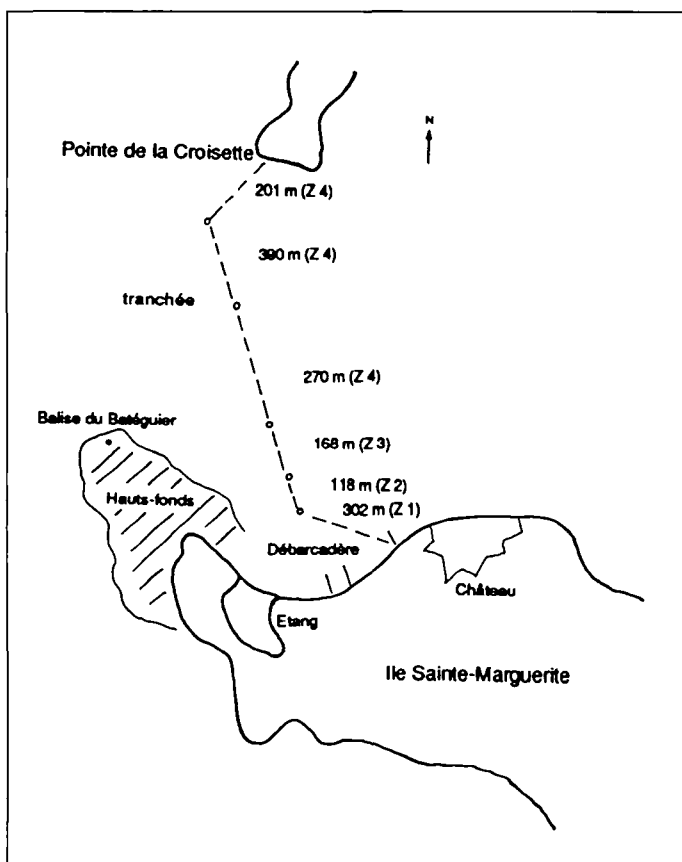 N
Pointe de la Croisette
201 m (Z 4)
390 m (Z 4)
tranchée
270 m (Z 4)
Balise du Batéguier
168 m (Z 3)
Hauts-fonds
118 m (Z 2)
302 m (Z 1)
Débarcadère
Château
Etang
Ile Sainte-Marguerite